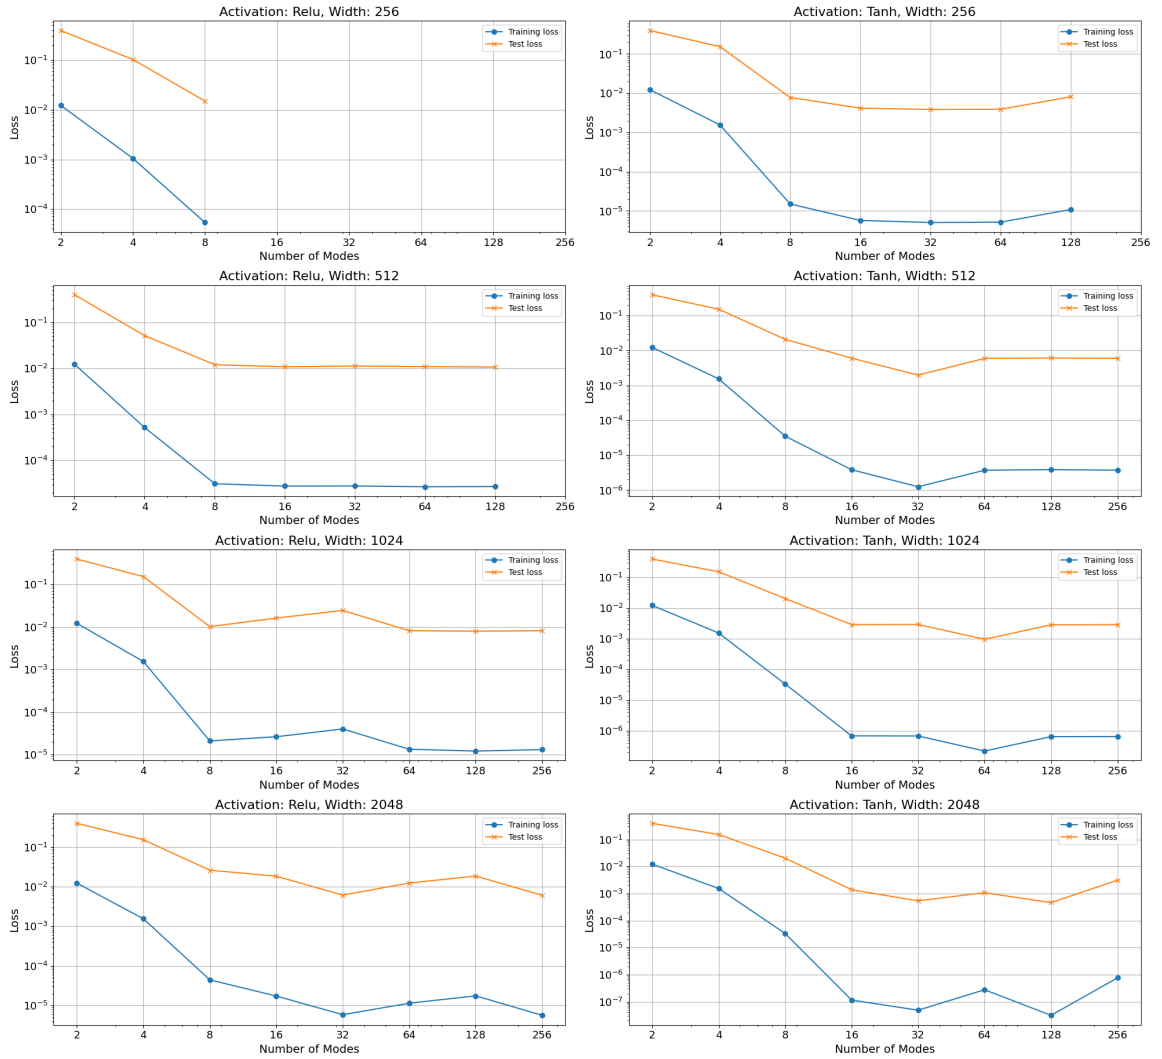 Activation: Relu, Width: 256
Training loss
Test loss
Loss
10⁻¹
10⁻²
10⁻³
10⁻⁴
2 4 8 16 32 64 128 256
Number of Modes
Activation: Tanh, Width: 256
Training loss
Test loss
Loss
10⁻¹
10⁻²
10⁻³
10⁻⁴
10⁻⁵
2 4 8 16 32 64 128 256
Number of Modes
Activation: Relu, Width: 512
Training loss
Test loss
Loss
10⁻¹
10⁻²
10⁻³
10⁻⁴
2 4 8 16 32 64 128 256
Number of Modes
Activation: Tanh, Width: 512
Training loss
Test loss
Loss
10⁻¹
10⁻²
10⁻³
10⁻⁴
10⁻⁵
10⁻⁶
2 4 8 16 32 64 128 256
Number of Modes
Activation: Relu, Width: 1024
Training loss
Test loss
Loss
10⁻¹
10⁻²
10⁻³
10⁻⁴
10⁻⁵
2 4 8 16 32 64 128 256
Number of Modes
Activation: Tanh, Width: 1024
Training loss
Test loss
Loss
10⁻¹
10⁻²
10⁻³
10⁻⁴
10⁻⁵
10⁻⁶
2 4 8 16 32 64 128 256
Number of Modes
Activation: Relu, Width: 2048
Training loss
Test loss
Loss
10⁻¹
10⁻²
10⁻³
10⁻⁴
10⁻⁵
2 4 8 16 32 64 128 256
Number of Modes
Activation: Tanh, Width: 2048
Training loss
Test loss
Loss
10⁻¹
10⁻²
10⁻³
10⁻⁴
10⁻⁵
10⁻⁶
10⁻⁷
2 4 8 16 32 64 128 256
Number of Modes